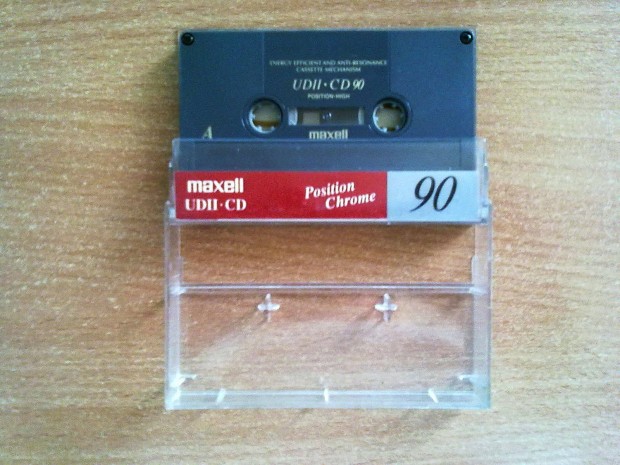 ENERGY EFFICIENT AND ANTI-RESONANCE
CASSETTE MECHANISM
UDII•CD 90
POSITION•HIGH
A
maxell
maxell
UDII•CD
Position
Chrome
90